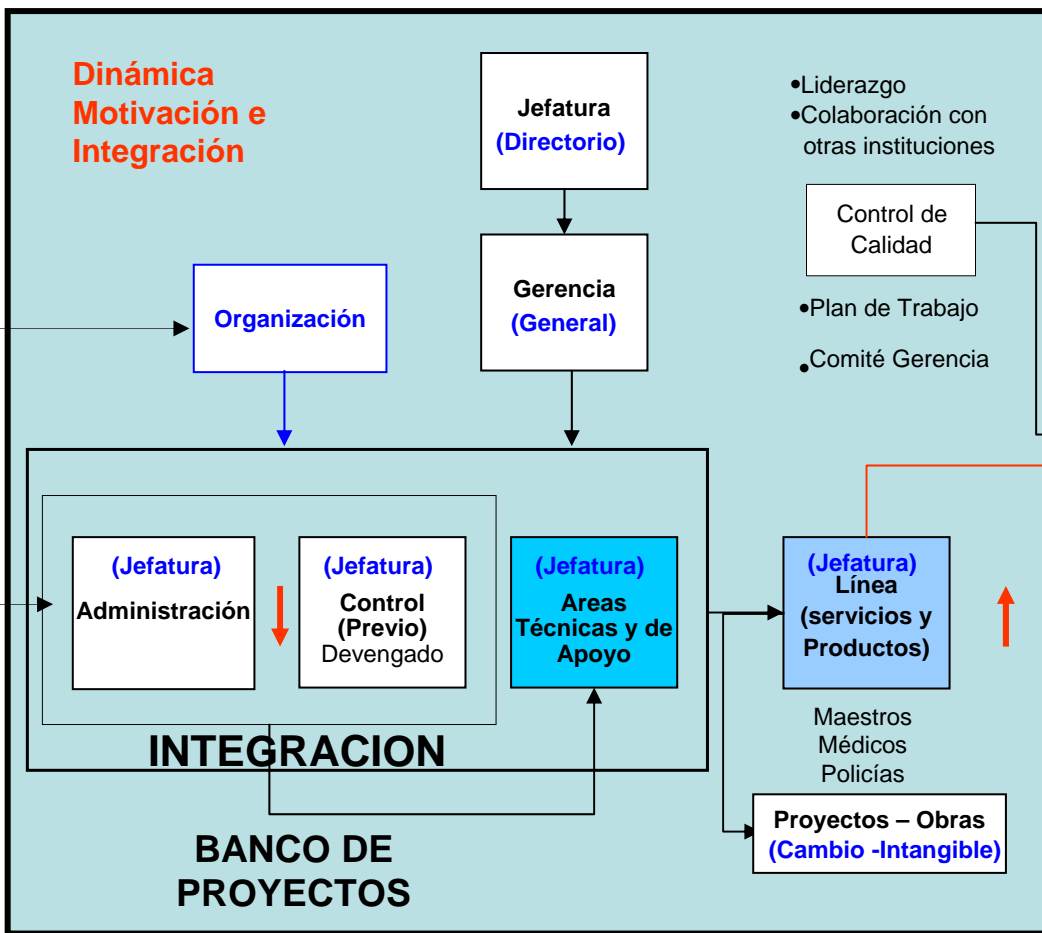 Dinámica
Motivación e
Integración
Jefatura
(Directorio)
•Liderazgo
•Colaboración con
otras instituciones
Control de
Calidad
Organización
Gerencia
(General)
•Plan de Trabajo
•Comité Gerencia
(Jefatura)
Administración
(Jefatura)
Control
(Previo)
Devengado
(Jefatura)
Areas
Técnicas y de
Apoyo
(Jefatura)
Línea
(servicios y
Productos)
INTEGRACION
Maestros
Médicos
Policías
BANCO DE
PROYECTOS
Proyectos – Obras
(Cambio -Intangible)